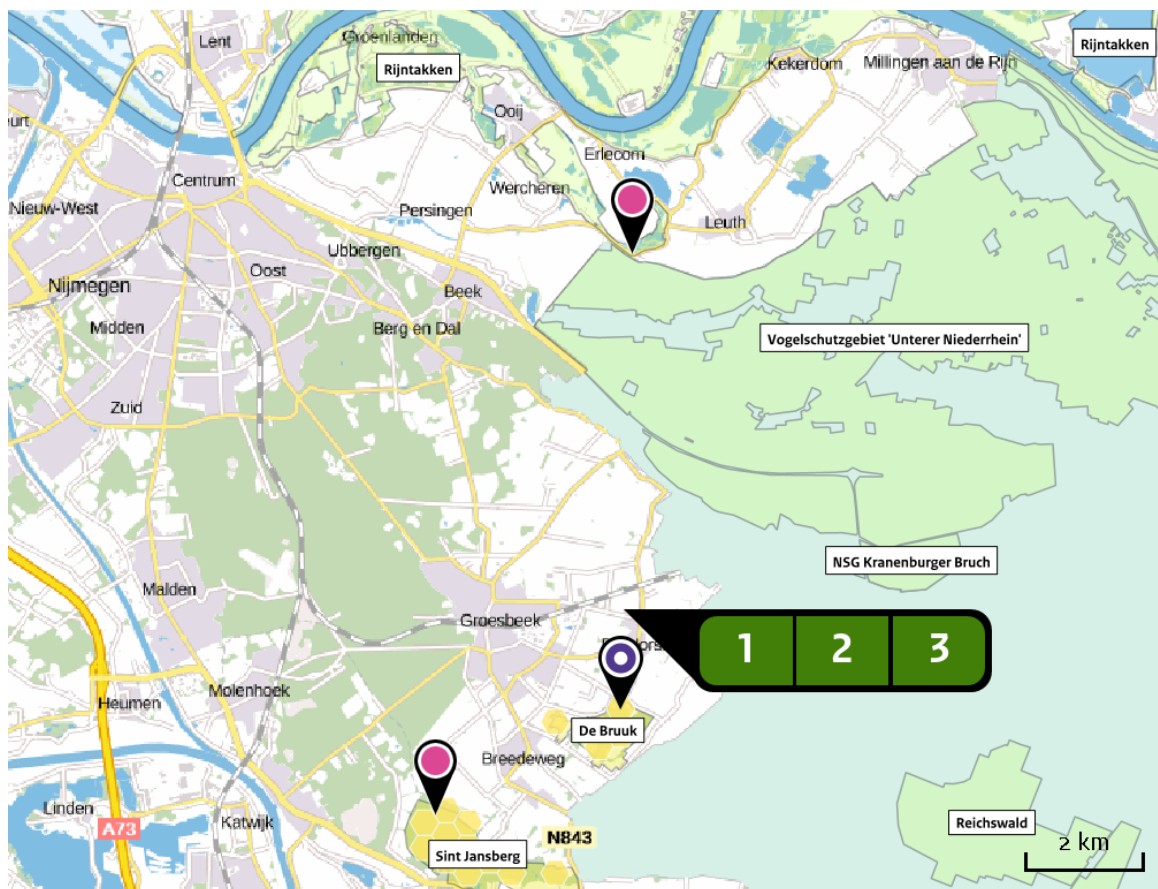 Lent
Groenlanden
Rijntakken
Rijntakken
Kekerdom
Millingen aan de Rijn
Ooij
Erlecom
Centrum
Wercheren
Nieuw-West
Persingen
Leuth
Ubbergen
Oost
Nijmegen
Beek
Midden
Berg en Dal
Vogelschutzgebiet 'Unterer Niederrhein'
Zuid
NSG Kranenburger Bruch
Malden
Groesbeek
1 2 3
Molenhoek
Heumen
De Bruuk
Breedeweg
Linden
Katwijk
A73
N843
Reichswald
2 km
Sint Jansberg